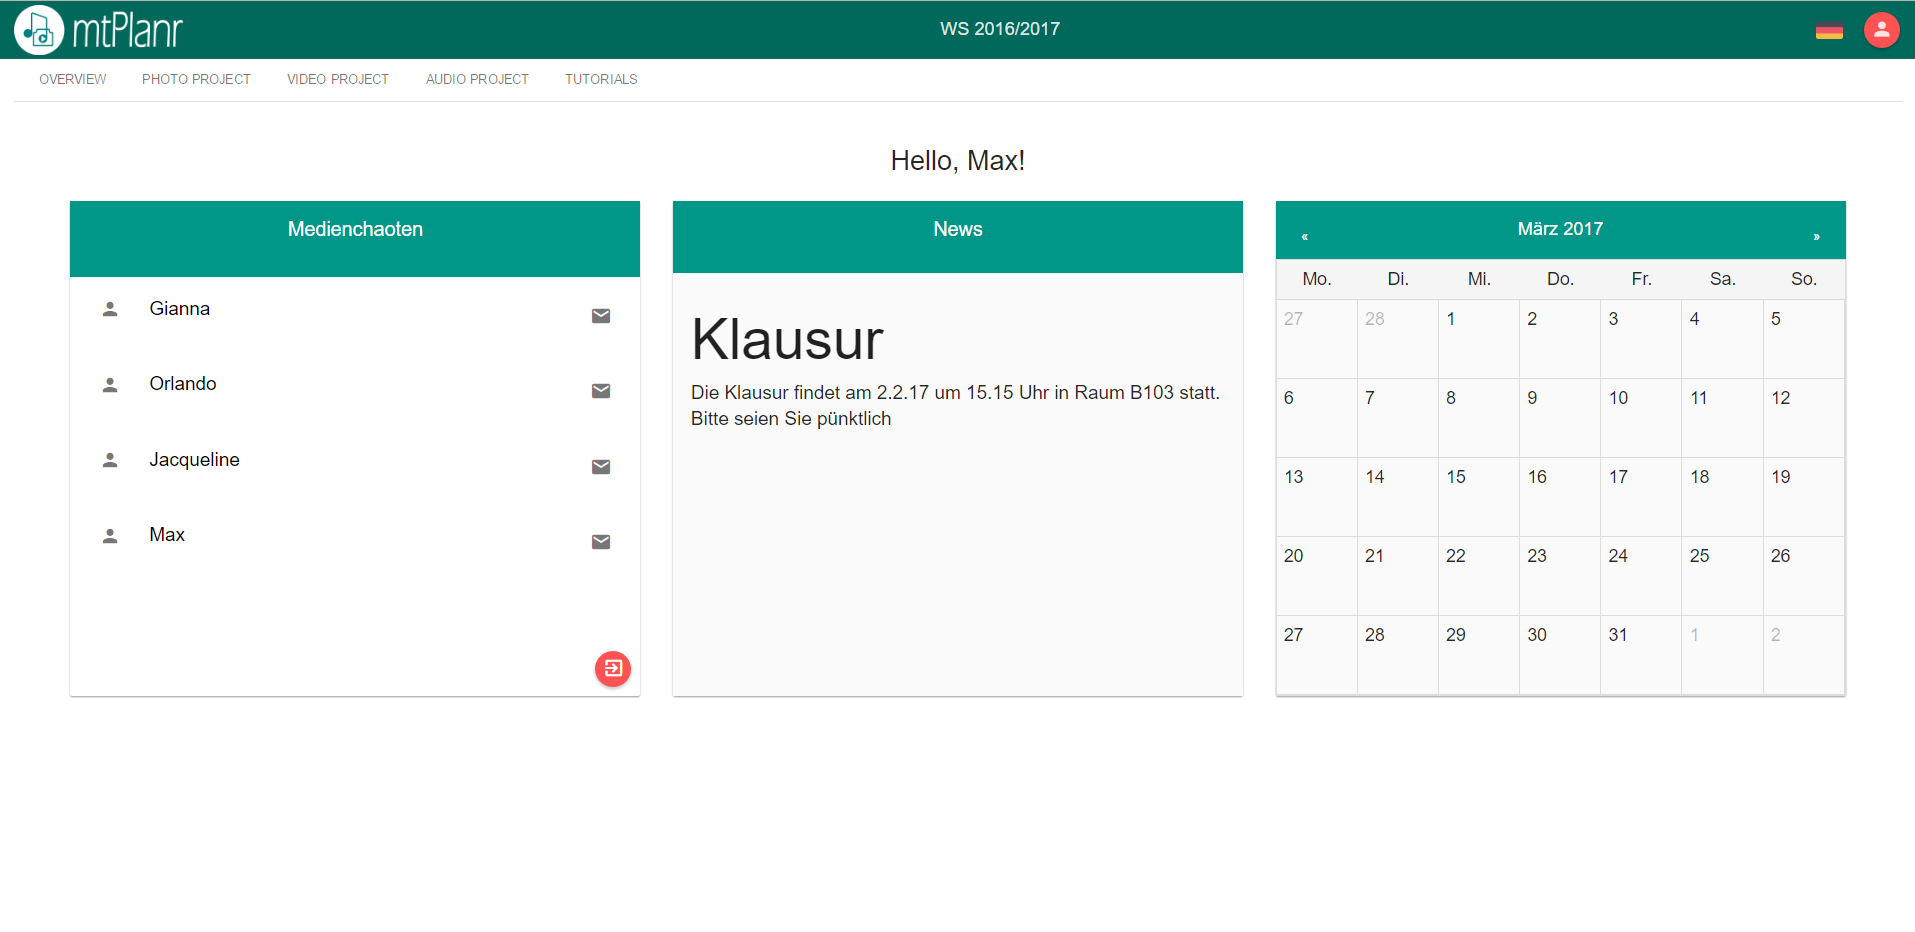 mtPlanr
WS 2016/2017
OVERVIEW PHOTO PROJECT VIDEO PROJECT AUDIO PROJECT TUTORIALS
Hello, Max!
Medienchaoten
Gianna
Orlando
Jacqueline
Max
News
Klausur
Die Klausur findet am 2.2.17 um 15.15 Uhr in Raum B103 statt.
Bitte seien Sie pünktlich
« März 2017 »
Mo. Di. Mi. Do. Fr. Sa. So.
27 28 1 2 3 4 5
6 7 8 9 10 11 12
13 14 15 16 17 18 19
20 21 22 23 24 25 26
27 28 29 30 31 1 2